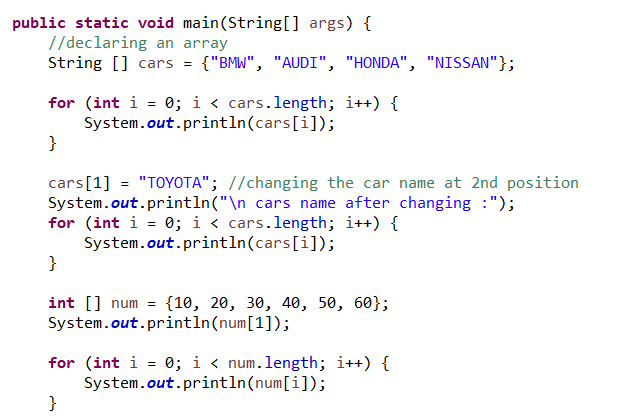 public static void main(String[] args) {
//declaring an array
String [] cars = {"BMW", "AUDI", "HONDA", "NISSAN"};
for (int i = 0; i < cars.length; i++) {
System.out.println(cars[i]);
}
cars[1] = "TOYOTA"; //changing the car name at 2nd position
System.out.println("\n cars name after changing :");
for (int i = 0; i < cars.length; i++) {
System.out.println(cars[i]);
}
int [] num = {10, 20, 30, 40, 50, 60};
System.out.println(num[1]);
for (int i = 0; i < num.length; i++) {
System.out.println(num[i]);
}